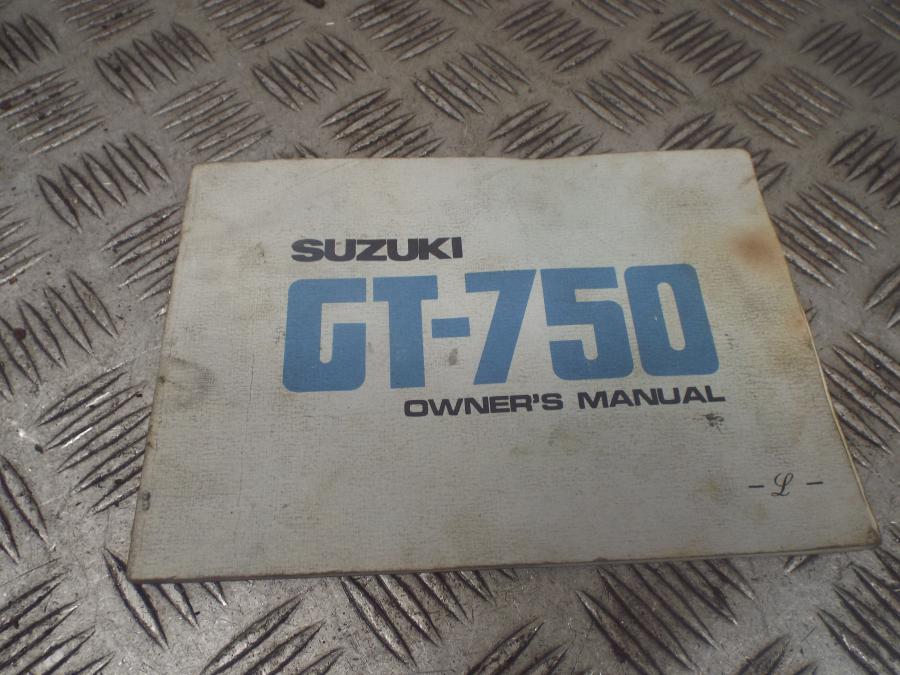 SUZUKI
GT-750
OWNER'S MANUAL
- L -